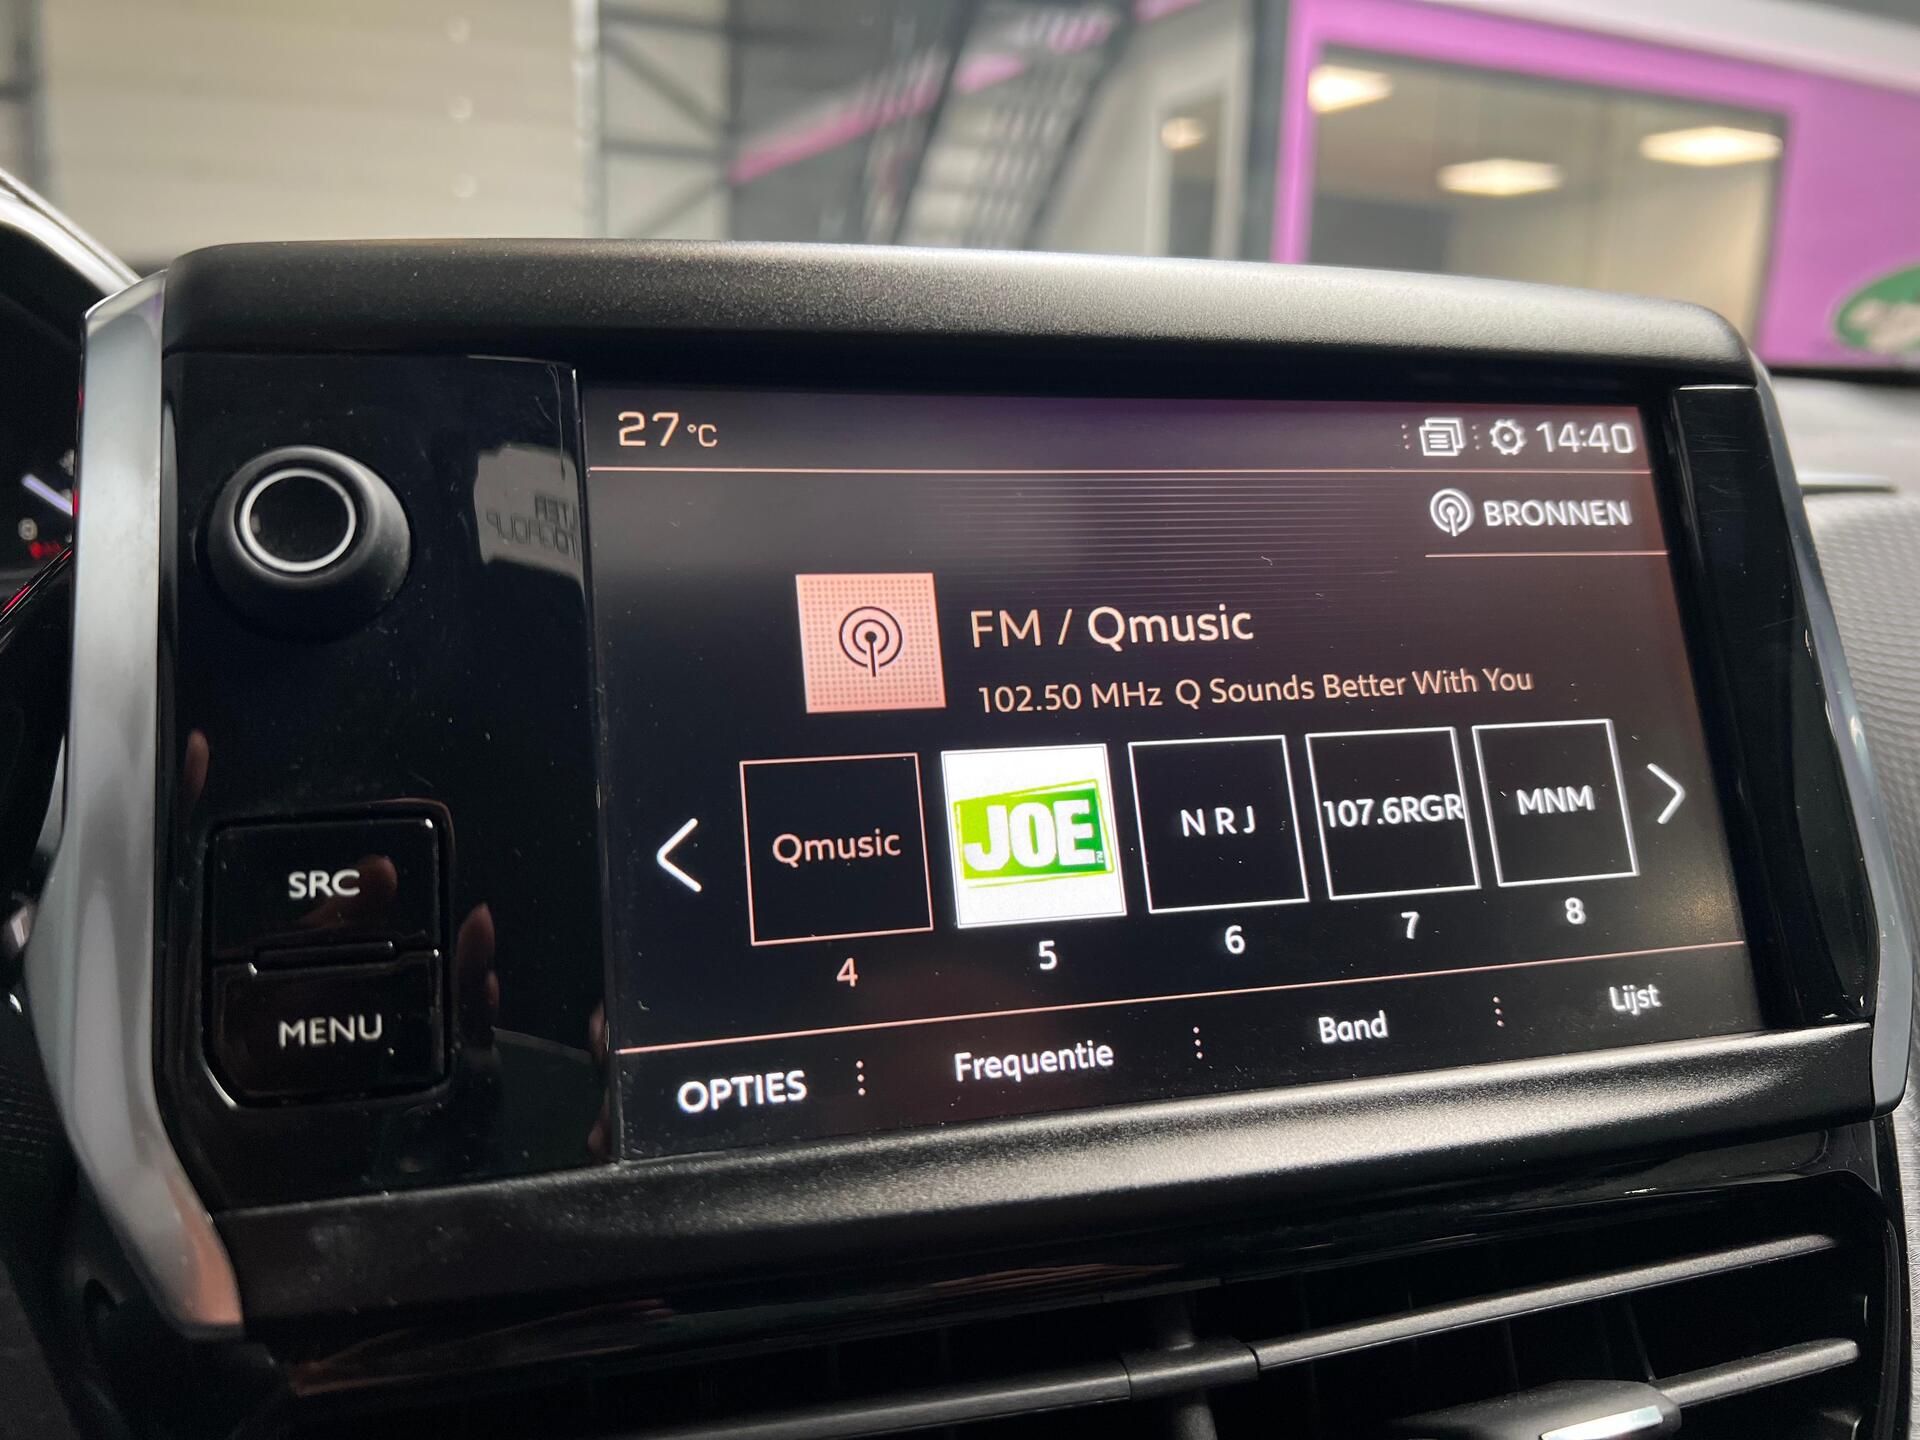 27 °C
14:40
BRONNEN
FM / Qmusic
102.50 MHz Q Sounds Better With You
Qmusic
JOE
N R J
107.6RGR
MNM
4
5
6
7
8
OPTIES
Frequentie
Band
Lijst
SRC
MENU